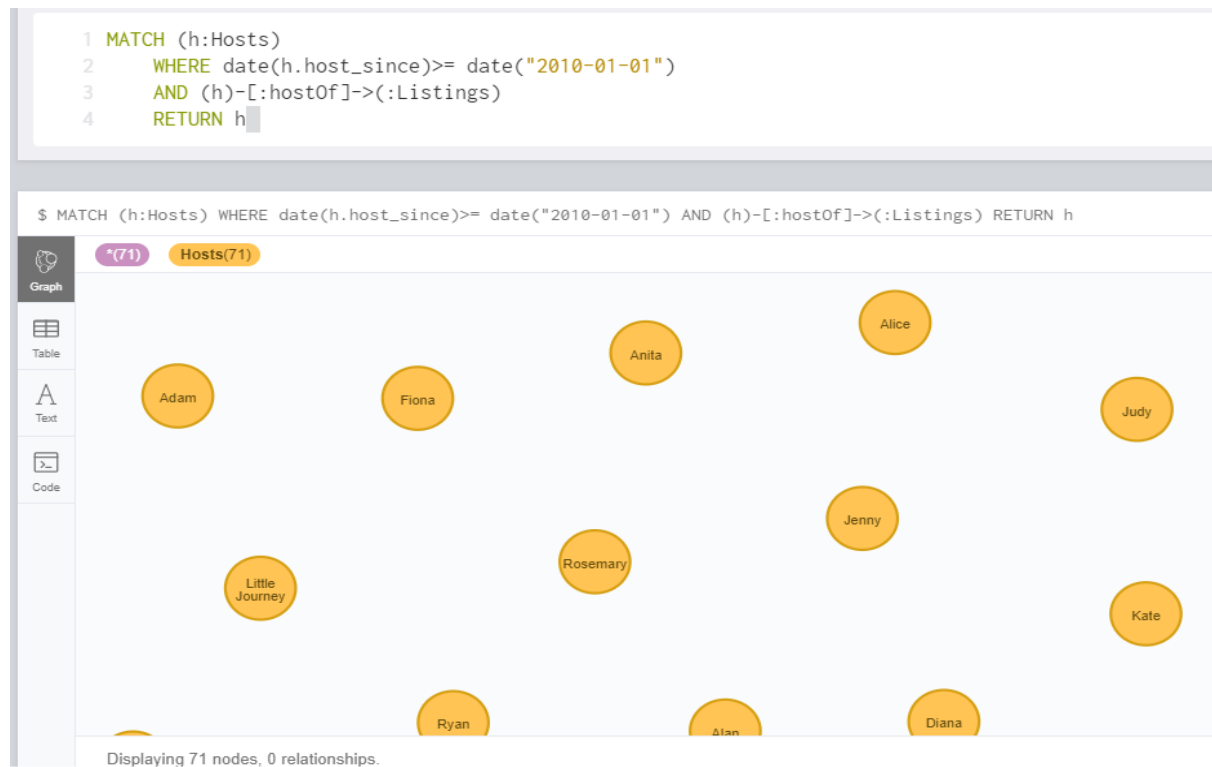 1 MATCH (h:Hosts)
2 WHERE date(h.host_since)>= date("2010-01-01")
3 AND (h)-[:hostOf]->(:Listings)
4 RETURN h
$ MATCH (h:Hosts) WHERE date(h.host_since)>= date("2010-01-01") AND (h)-[:hostOf]->(:Listings) RETURN h
*(71) Hosts(71)
Graph
Table
Text
Code
Alice
Anita
Adam
Fiona
Judy
Jenny
Rosemary
Little
Journey
Kate
Ryan
Alan
Diana
Displaying 71 nodes, 0 relationships.